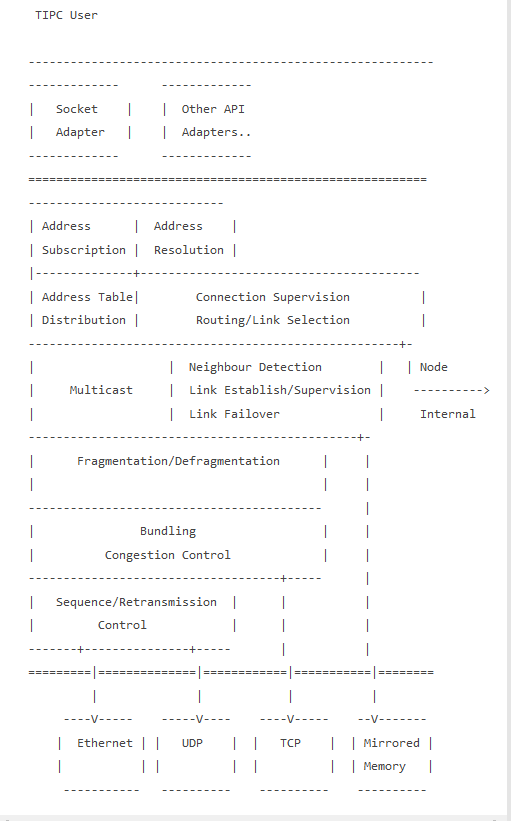 TIPC User
----------------------------------------------------------
-------------      -------------
|   Socket    |    |  Other API
|   Adapter   |    |  Adapters..
-------------      -------------
=========================================================
----------------------------
| Address      |  Address    |
| Subscription |  Resolution |
|--------------+----------------------------------------
| Address Table|        Connection Supervision          |
| Distribution |        Routing/Link Selection          |
-----------------------------------------------------+-
|                   |  Neighbour Detection        |   | Node
|     Multicast     |  Link Establish/Supervision |    ---------->
|                   |  Link Failover              |     Internal
-----------------------------------------------+-
|      Fragmentation/Defragmentation      |     |
|                                         |     |
------------------------------------------      |
|               Bundling                  |     |
|          Congestion Control             |     |
------------------------------------+-----      |
|   Sequence/Retransmission  |      |           |
|         Control            |      |           |
-------+---------------+-----       |           |
=========|==============|============|===========|========
|              |            |           |
----V-----    -----V----    ----V-----    --V-------
|  Ethernet | |   UDP    |  |   TCP    |  | Mirrored |
|           | |          |  |          |  | Memory   |
-----------   ----------    ----------    ----------